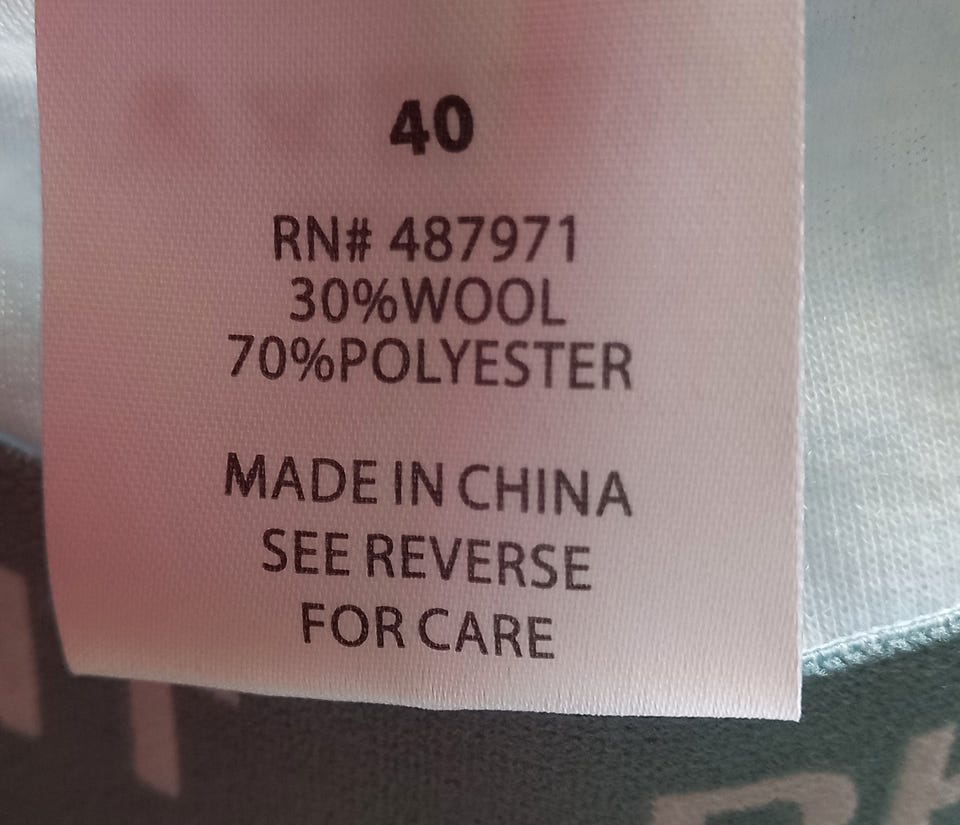 40
RN# 487971
30%WOOL
70%POLYESTER
MADE IN CHINA
SEE REVERSE
FOR CARE